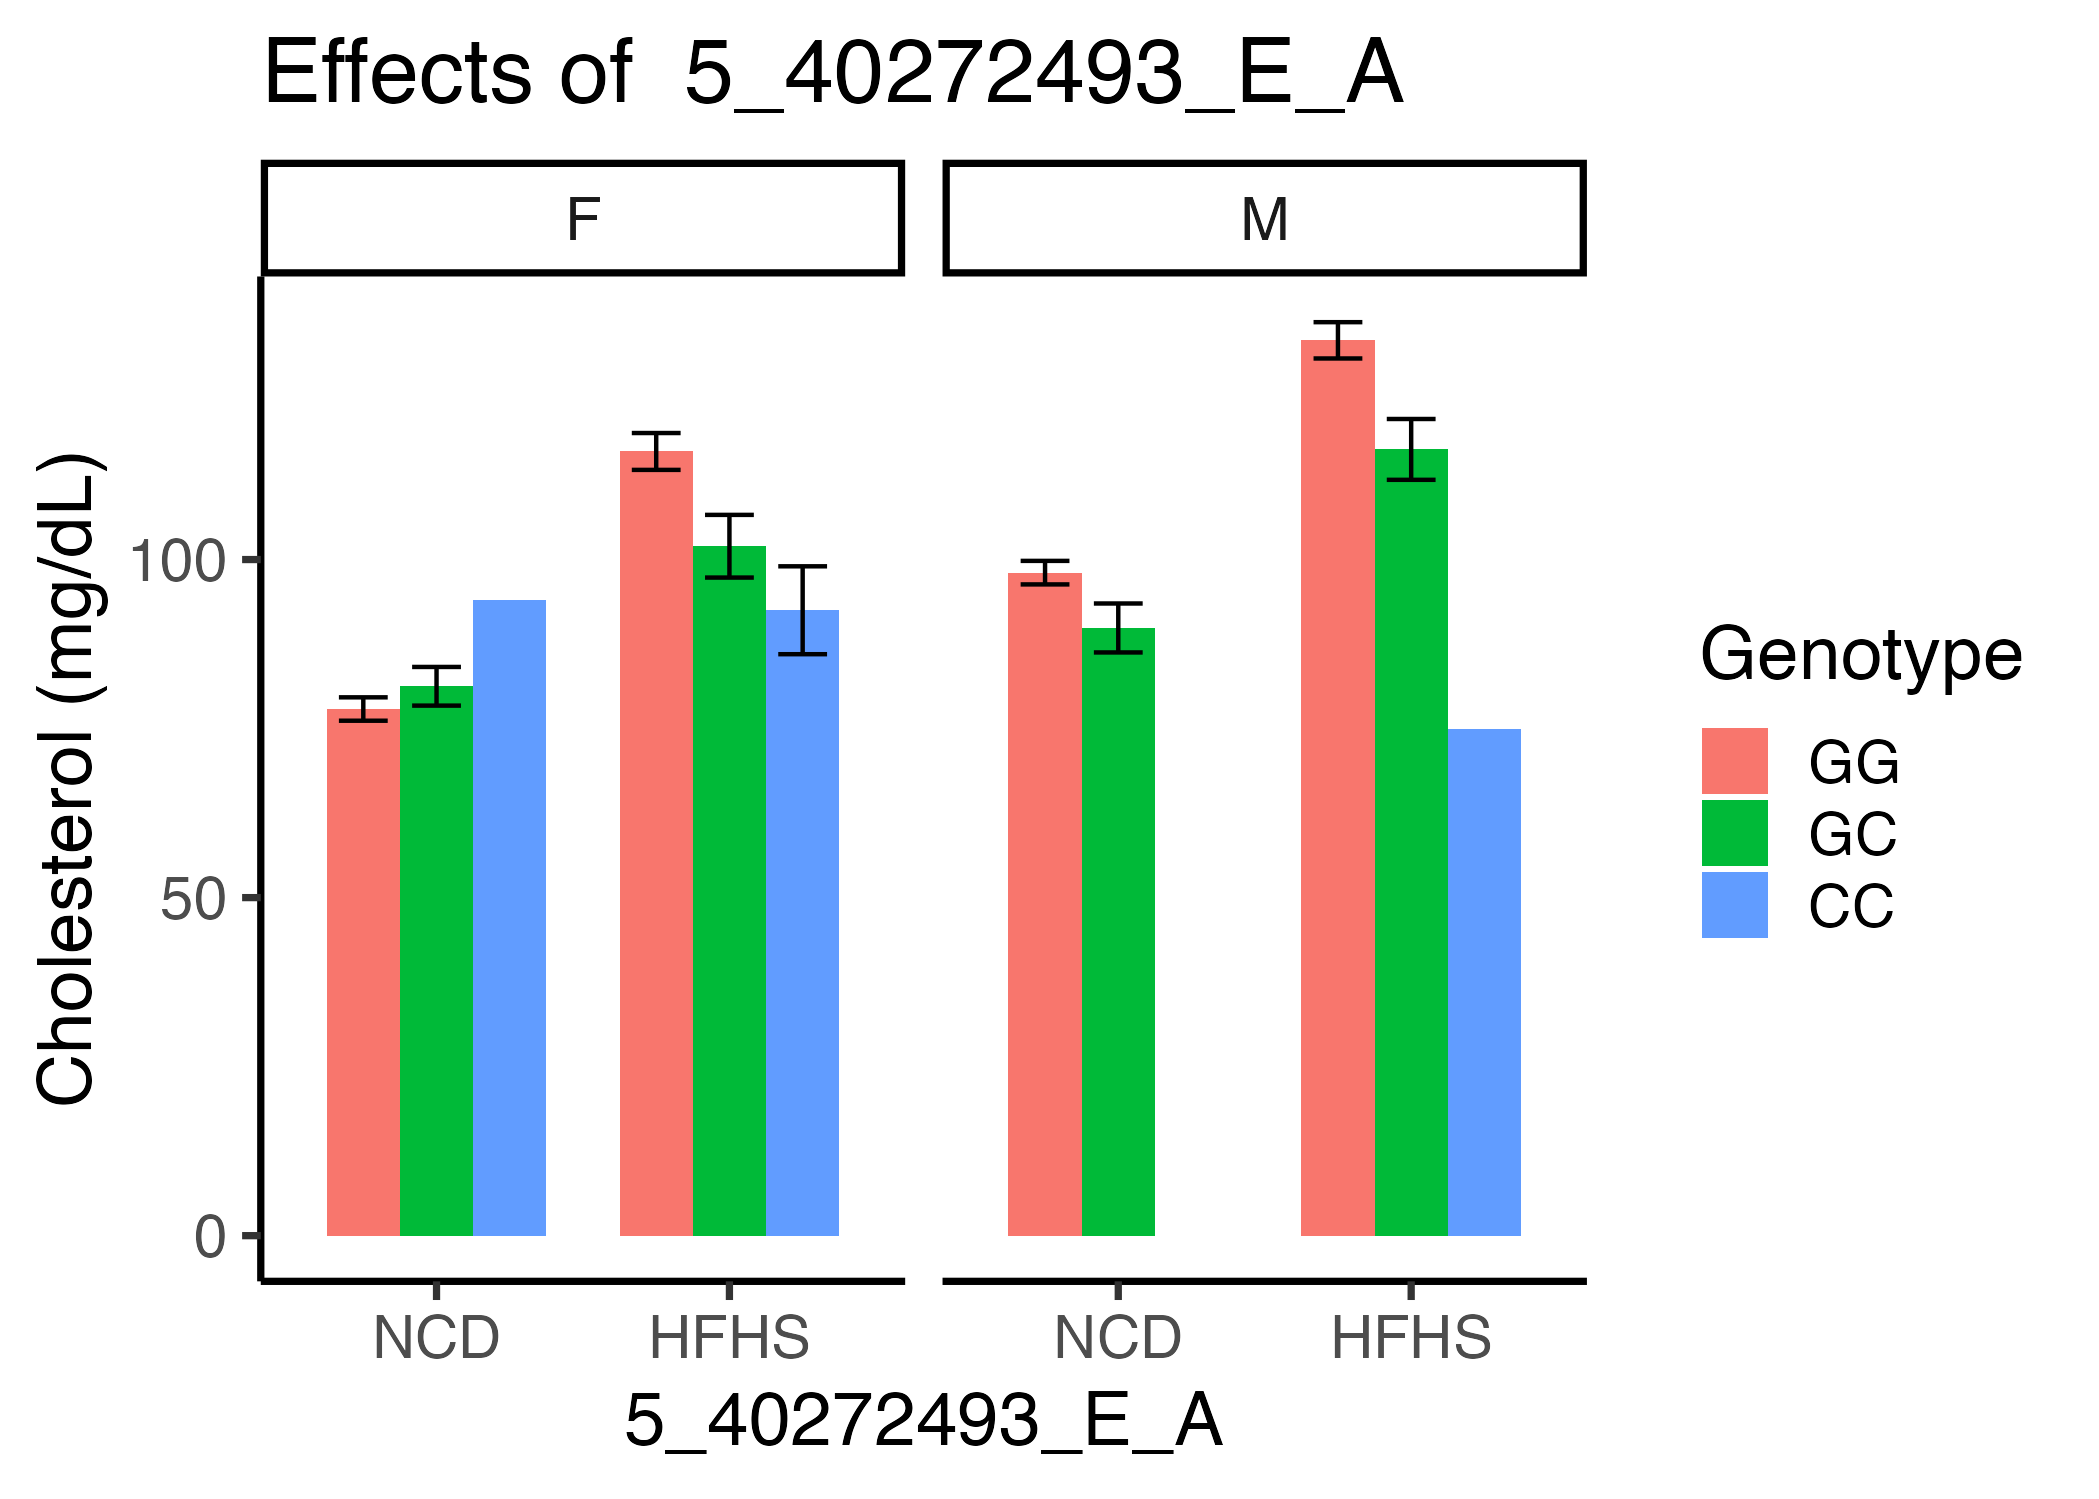 Effects of  5_40272493_E_A
F
M
Cholesterol (mg/dL)
100
50
0
NCD
HFHS
NCD
HFHS
5_40272493_E_A
Genotype
GG
GC
CC